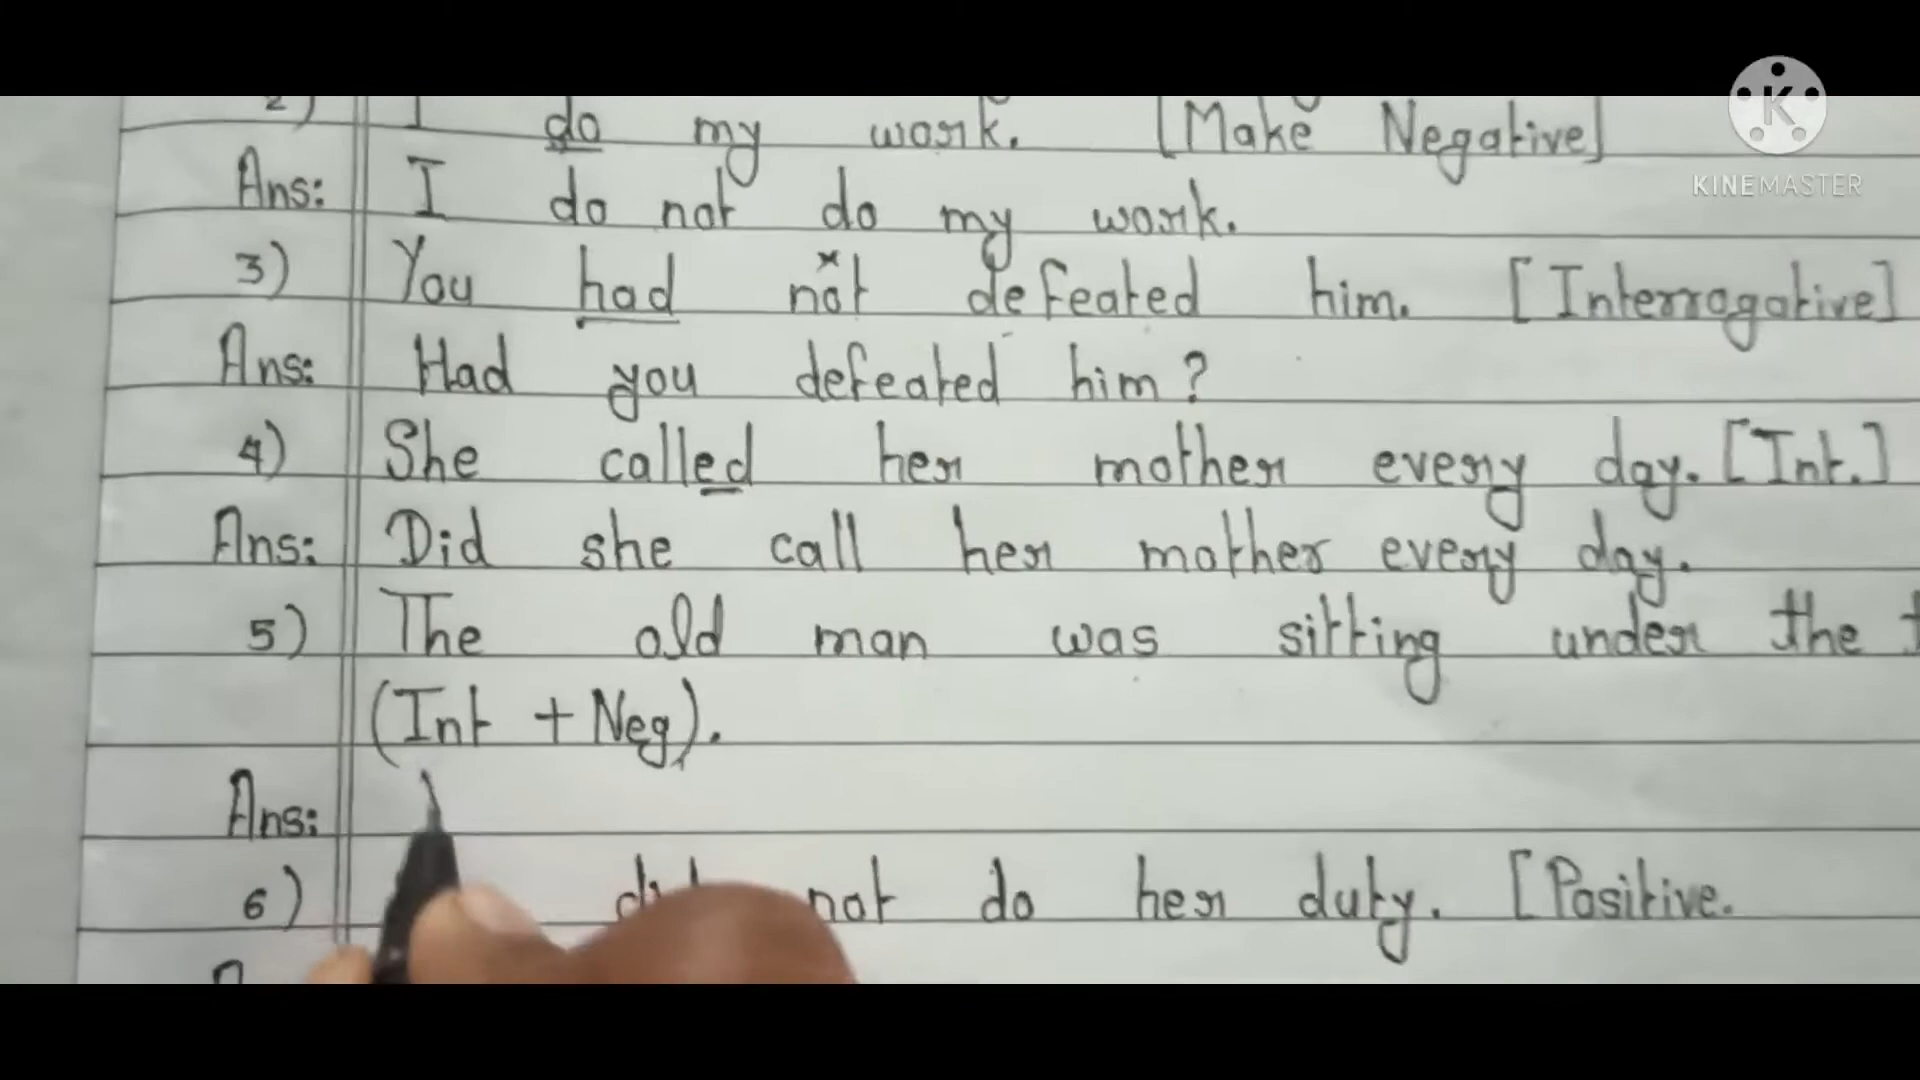 2) I do my work. [Make Negative]
Ans: I do not do my work.
3) You had not defeated him. [Interrogative]
Ans: Had you defeated him?
4) She called her mother every day. [Int.]
Ans: Did she call her mother every day.
5) The old man was sitting under the
(Int + Neg).
Ans:
6) did not do her duty. [Positive.
KINEMASTER